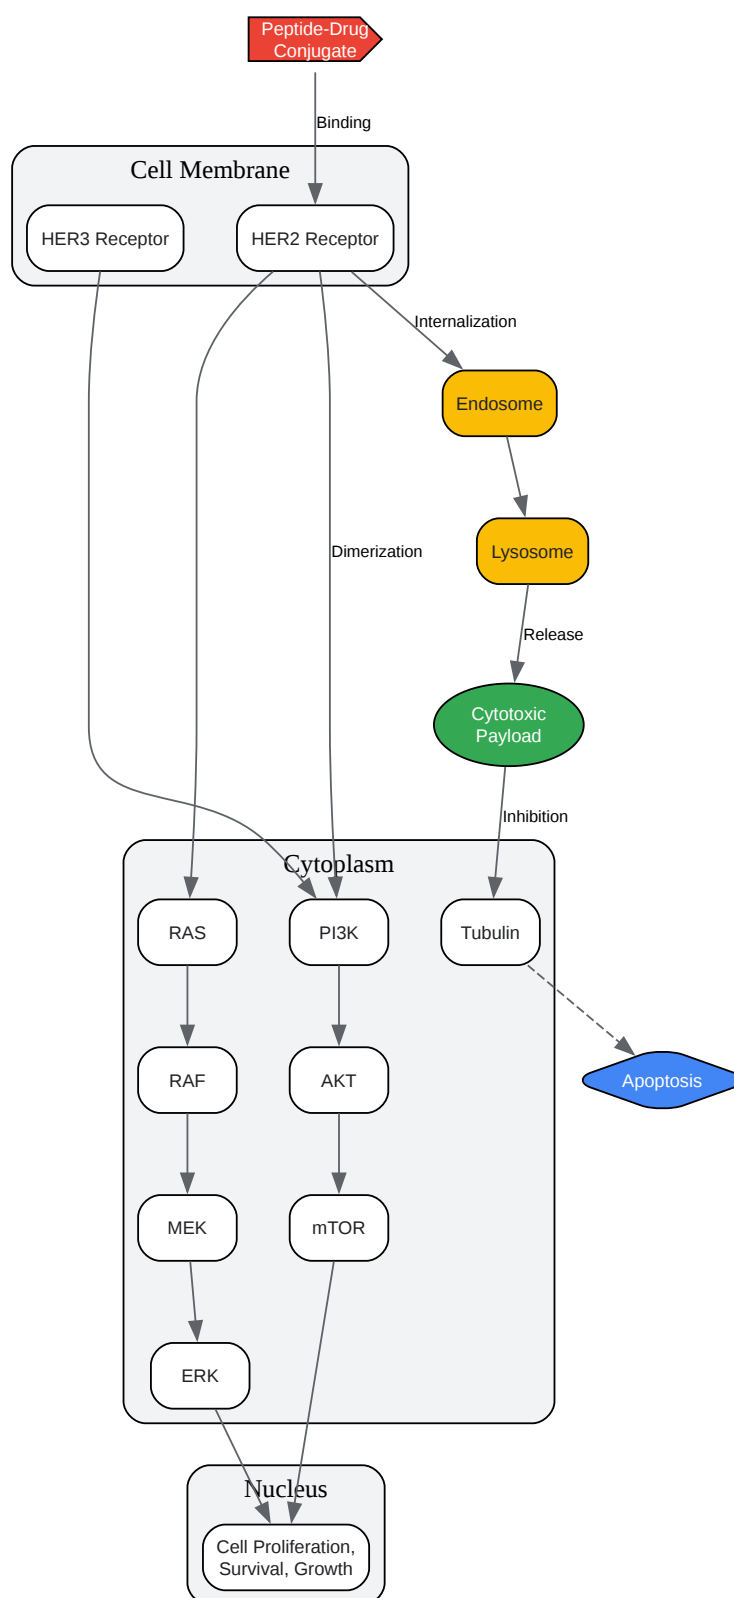 Peptide-Drug
Conjugate
Binding
Cell Membrane
HER3 Receptor
HER2 Receptor
Internalization
Endosome
Dimerization
Lysosome
Release
Cytotoxic
Payload
Inhibition
Cytoplasm
RAS
PI3K
Tubulin
RAF
AKT
Apoptosis
MEK
mTOR
ERK
Nucleus
Cell Proliferation,
Survival, Growth